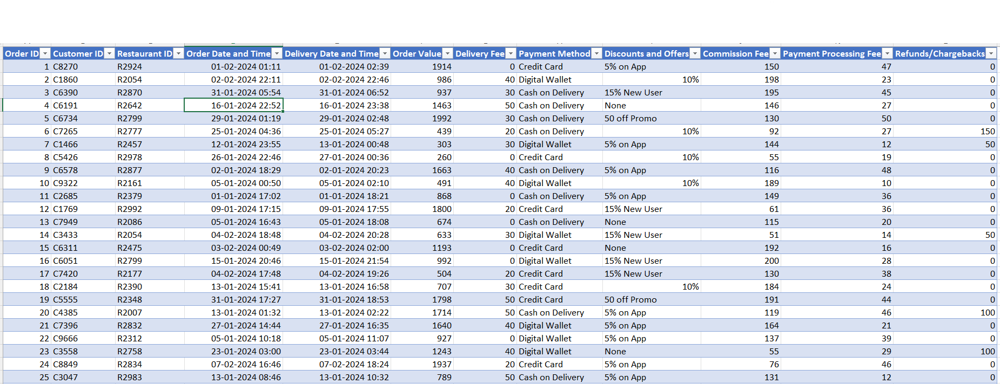 Order ID Customer ID Restaurant ID Order Date and Time Delivery Date and Time Order Value Delivery Fee Payment Method Discounts and Offers Commission Fee Payment Processing Fee Refunds/Chargebacks
1 C8270 R2924 01-02-2024 01:11 01-02-2024 02:39 1914 0 Credit Card 5% on App 150 47 0
2 C1860 R2054 02-02-2024 22:11 02-02-2024 22:46 986 40 Digital Wallet 10% 198 23 0
3 C6390 R2870 31-01-2024 05:54 31-01-2024 06:52 937 30 Cash on Delivery 15% New User 195 45 0
4 C6191 R2642 16-01-2024 22:52 16-01-2024 23:38 1463 50 Cash on Delivery None 146 27 0
5 C6734 R2799 29-01-2024 01:19 29-01-2024 02:48 1992 30 Cash on Delivery 50 off Promo 130 50 0
6 C7265 R2777 25-01-2024 04:36 25-01-2024 05:27 439 20 Cash on Delivery 10% 92 27 150
7 C1466 R2457 12-01-2024 23:55 13-01-2024 00:48 303 30 Digital Wallet 5% on App 144 12 50
8 C5426 R2978 26-01-2024 22:46 27-01-2024 00:36 260 0 Credit Card 10% 55 19 0
9 C6578 R2877 02-01-2024 18:29 02-01-2024 20:23 1663 40 Cash on Delivery 5% on App 116 48 0
10 C9322 R2161 05-01-2024 00:50 05-01-2024 02:10 491 40 Digital Wallet 10% 189 10 0
11 C2685 R2379 01-01-2024 17:02 01-01-2024 18:21 868 0 Cash on Delivery 5% on App 149 36 0
12 C1769 R2992 09-01-2024 17:15 09-01-2024 17:55 1800 20 Credit Card 15% New User 61 36 0
13 C7949 R2086 05-01-2024 16:43 05-01-2024 18:08 674 0 Cash on Delivery None 115 20 0
14 C3433 R2054 04-02-2024 18:48 04-02-2024 20:28 633 30 Digital Wallet 15% New User 51 14 50
15 C6311 R2475 03-02-2024 00:49 03-02-2024 02:00 1193 0 Credit Card None 192 16 0
16 C6051 R2799 15-01-2024 20:46 15-01-2024 21:54 992 0 Digital Wallet 15% New User 200 28 0
17 C7420 R2177 04-02-2024 17:48 04-02-2024 19:26 504 20 Credit Card 15% New User 130 38 0
18 C2184 R2390 13-01-2024 15:41 13-01-2024 16:58 707 30 Credit Card 10% 184 24 0
19 C5555 R2348 31-01-2024 17:27 31-01-2024 18:53 1798 50 Credit Card 50 off Promo 191 44 0
20 C4385 R2007 13-01-2024 01:32 13-01-2024 02:22 1714 50 Cash on Delivery 5% on App 119 46 100
21 C7396 R2832 27-01-2024 14:44 27-01-2024 16:35 1640 40 Digital Wallet 5% on App 164 21 0
22 C9666 R2312 05-01-2024 10:18 05-01-2024 11:07 927 0 Digital Wallet 5% on App 137 39 0
23 C3558 R2758 23-01-2024 03:00 23-01-2024 03:44 1243 40 Digital Wallet None 55 29 100
24 C8849 R2834 07-02-2024 16:46 07-02-2024 18:24 1937 20 Credit Card 5% on App 76 46 0
25 C3047 R2983 13-01-2024 08:46 13-01-2024 10:32 789 50 Cash on Delivery 5% on App 131 12 0